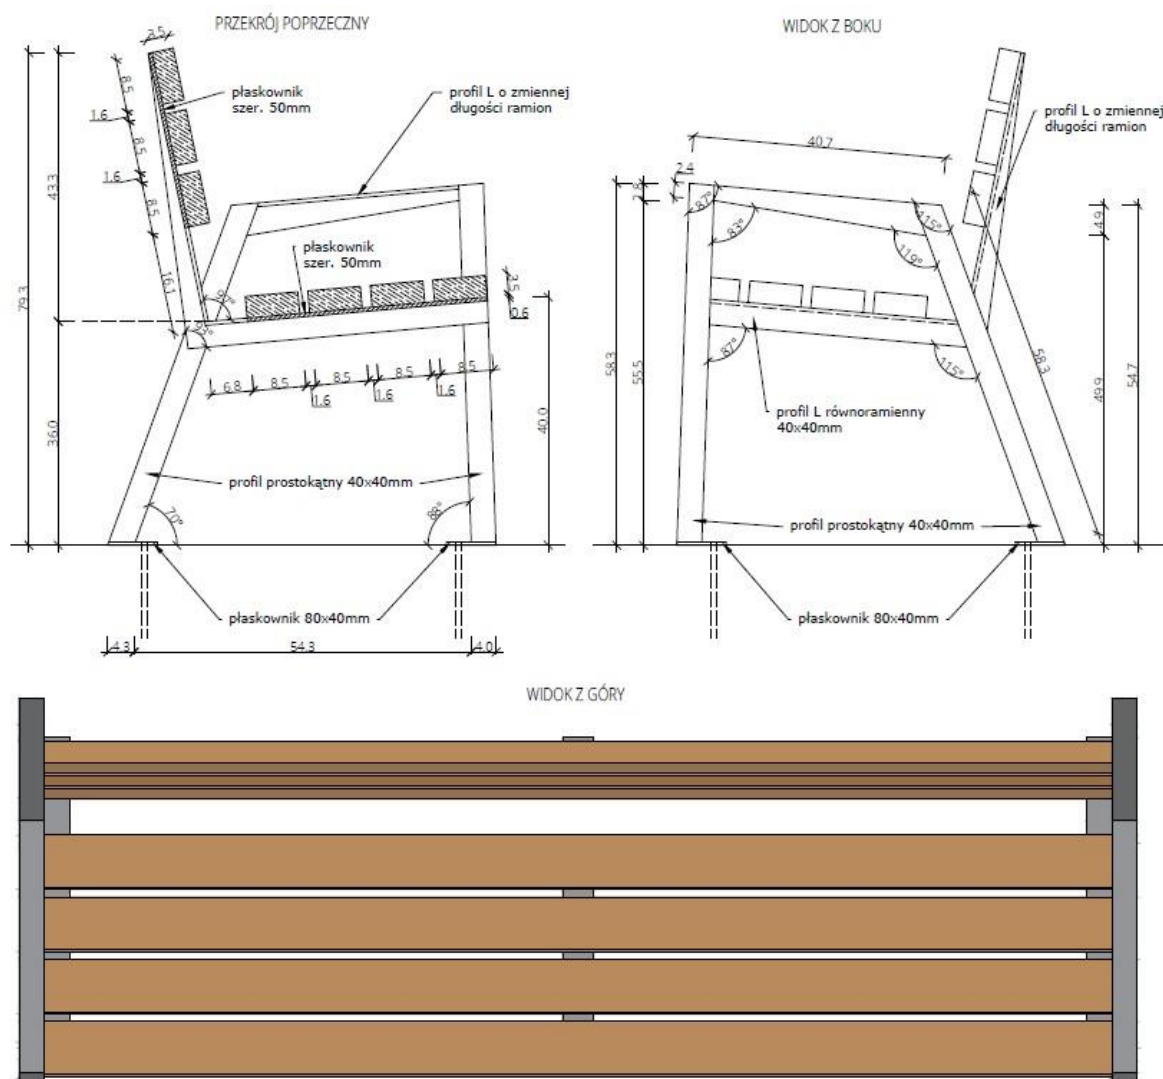 PRZEKRÓJ POPRZECZNY
3.5
8.5
1.6
8.5
1.6
8.5
16.1
płaskownik
szer. 50mm
profil L o zmiennej
długości ramion
43.3
79.3
36.0
płaskownik
szer. 50mm
97°
93°
3.5
0.6
6.8
8.5
1.6
8.5
1.6
8.5
1.6
8.5
40.0
profil prostokątny 40x40mm
70°
88°
płaskownik 80x40mm
4.3
54.3
4.0
WIDOK Z BOKU
profil L o zmiennej
długości ramion
40.7
2.4
2.8
87°
83°
115°
119°
4.9
58.3
55.5
87°
115°
58.3
49.9
54.7
profil L równoramienny
40x40mm
profil prostokątny 40x40mm
płaskownik 80x40mm
WIDOK Z GÓRY